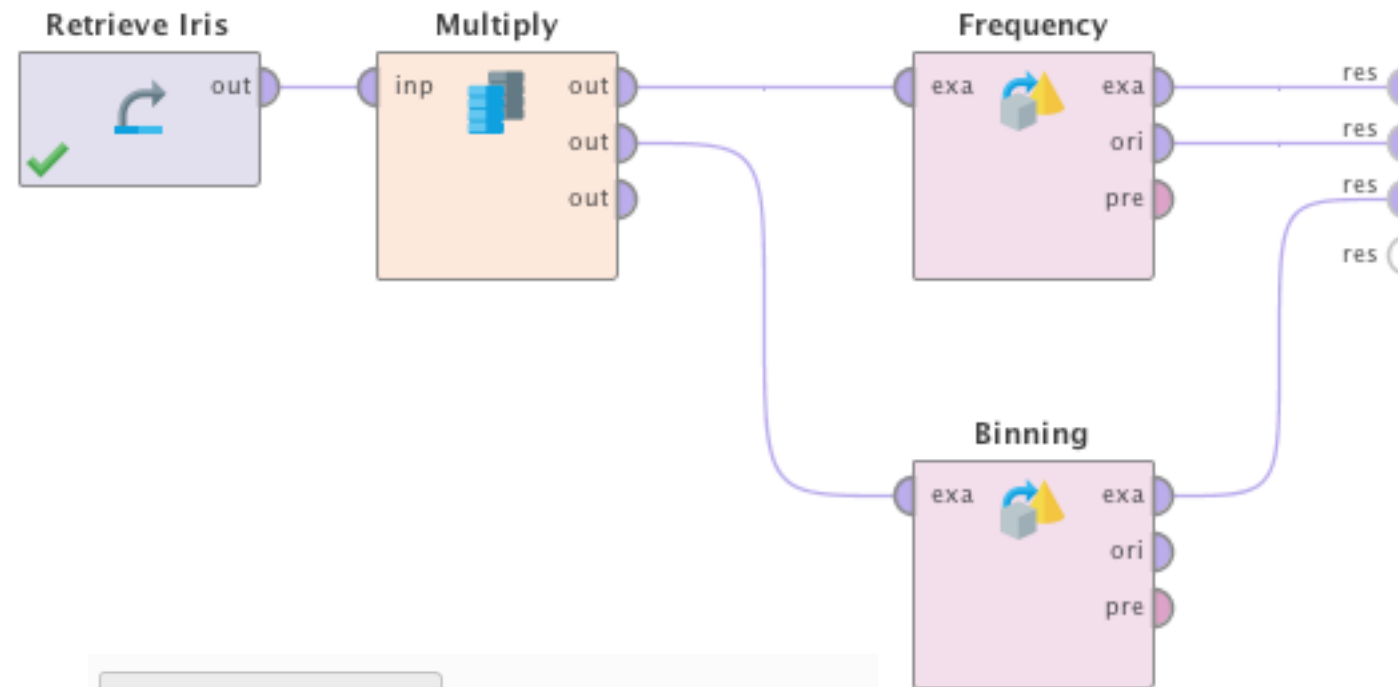 Retrieve Iris
out
Multiply
inp
out
out
out
Frequency
exa
exa
ori
pre
res
res
res
res
Binning
exa
exa
ori
pre